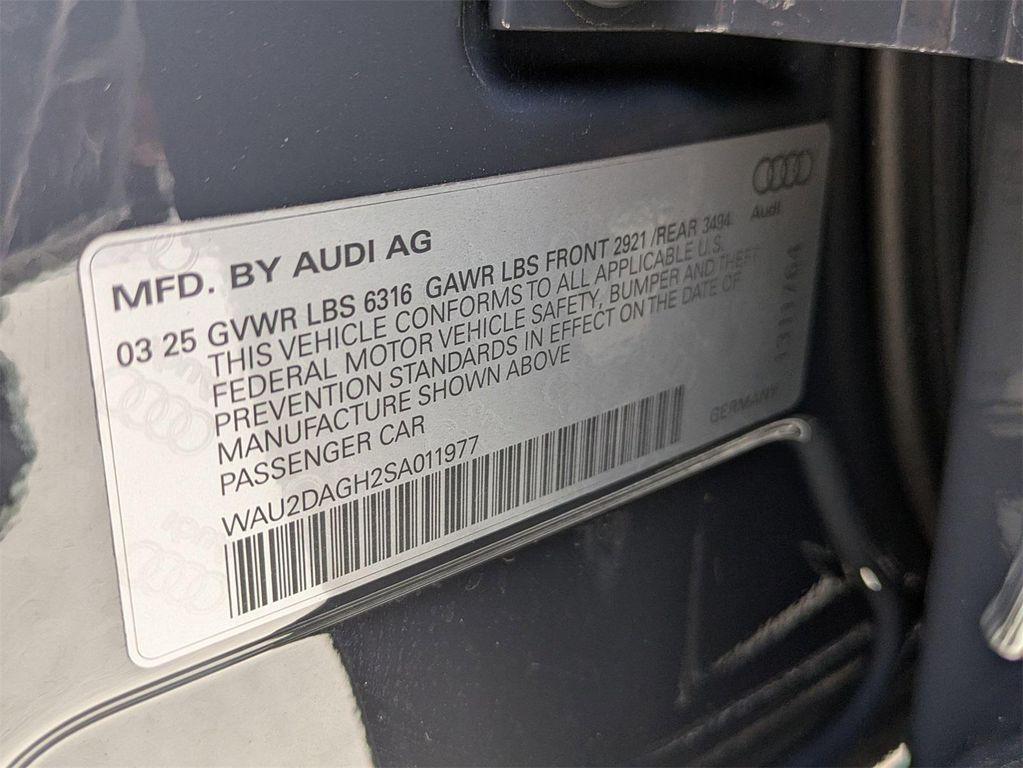 Audi
MFD. BY AUDI AG
03 25 GVWR LBS 6316 GAWR LBS FRONT 2921 /REAR 3494
THIS VEHICLE CONFORMS TO ALL APPLICABLE U.S.
FEDERAL MOTOR VEHICLE SAFETY, BUMPER AND THEFT
PREVENTION STANDARDS IN EFFECT ON THE DATE OF
MANUFACTURE SHOWN ABOVE
PASSENGER CAR
WAU2DAGH2SA011977
GERMANY